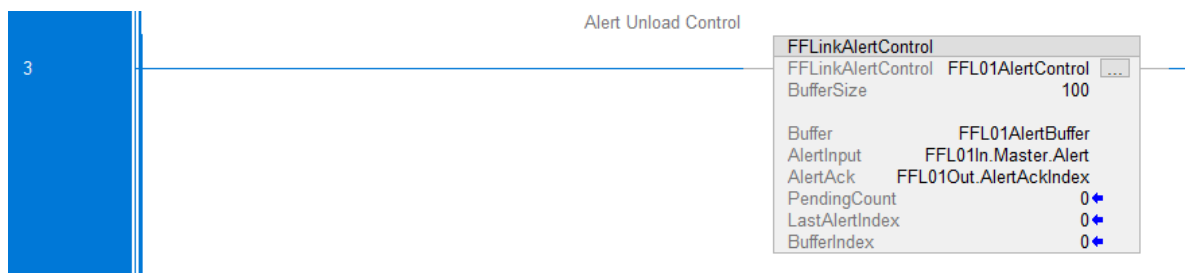 Alert Unload Control
FFLinkAlertControl
3
FFLinkAlertControl FFL01AlertControl ...
BufferSize 100
Buffer FFL01AlertBuffer
AlertInput FFL01In.Master.Alert
AlertAck FFL01Out.AlertAckIndex
PendingCount 0
LastAlertIndex 0
BufferIndex 0